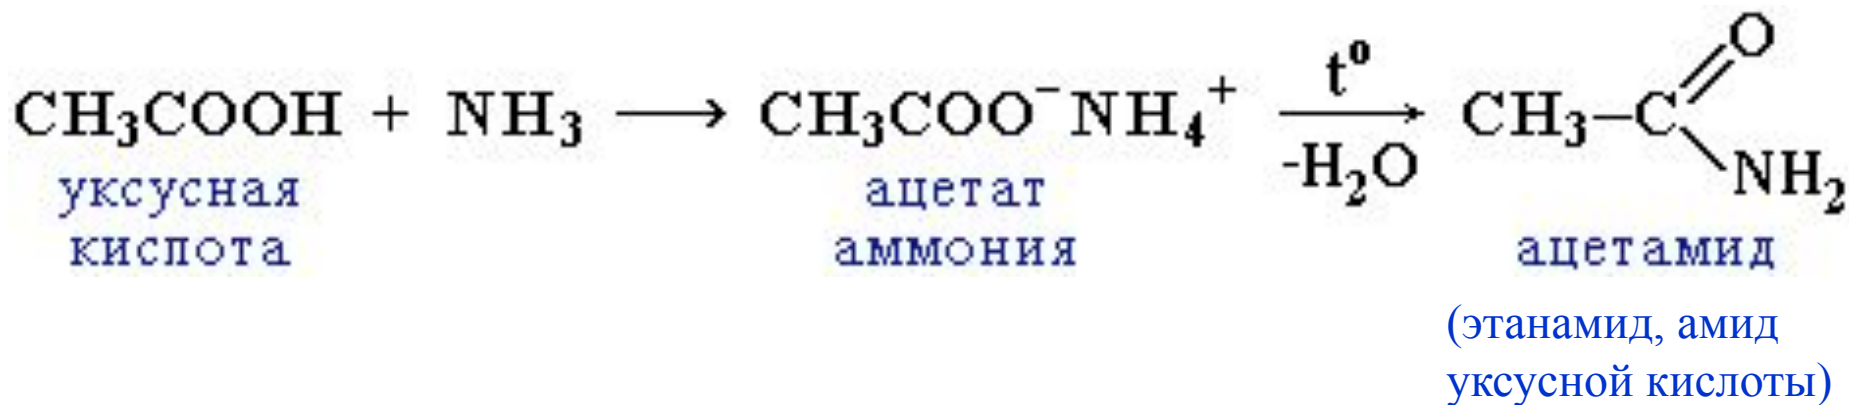 CH₃COOH + NH₃ ⟶ CH₃COO⁻NH₄⁺ t° -H₂O CH₃–C O NH₂
уксусная кислота
ацетат аммония
ацетамид
(этанамид, амид
уксусной кислоты)